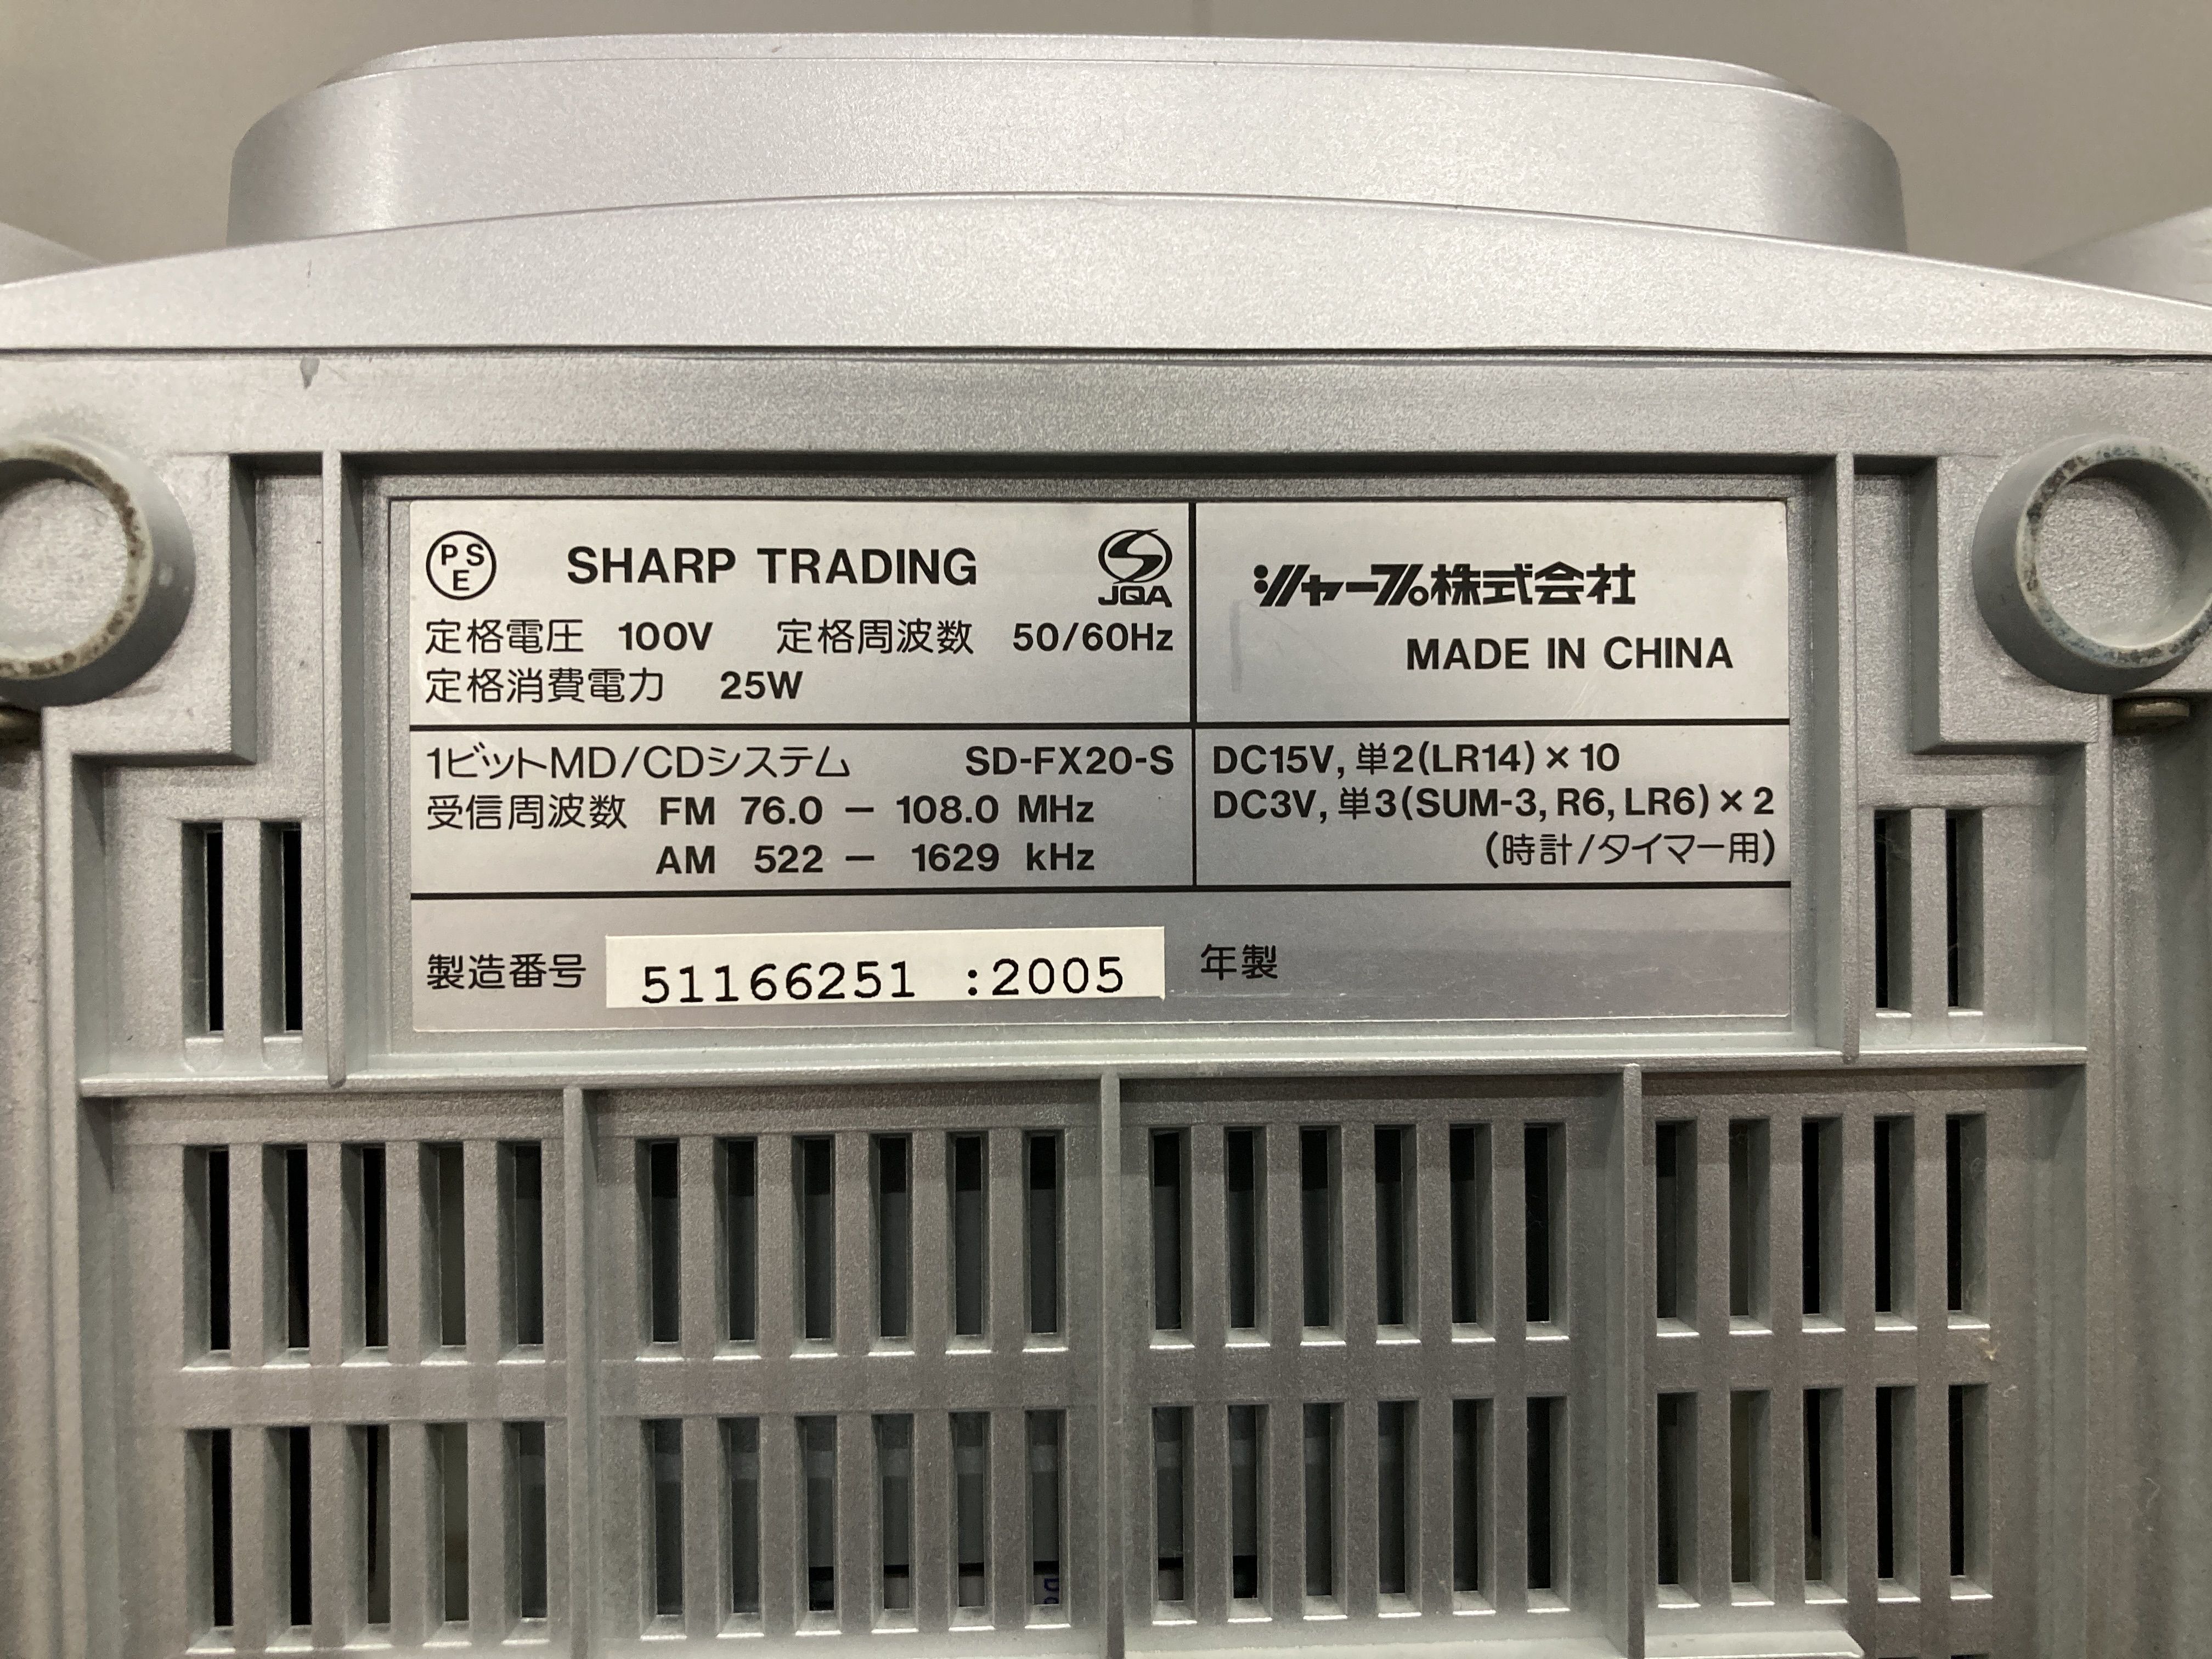 PSE SHARP TRADING JQA
定格電圧 100V 定格周波数 50/60Hz
定格消費電力 25W
シャープ株式会社
MADE IN CHINA
1ビットMD/CDシステム SD-FX20-S
受信周波数 FM 76.0 — 108.0 MHz
AM 522 — 1629 kHz
DC15V, 単2(LR14)×10
DC3V, 単3(SUM-3, R6, LR6)×2
(時計/タイマー用)
製造番号 51166251 :2005 年製